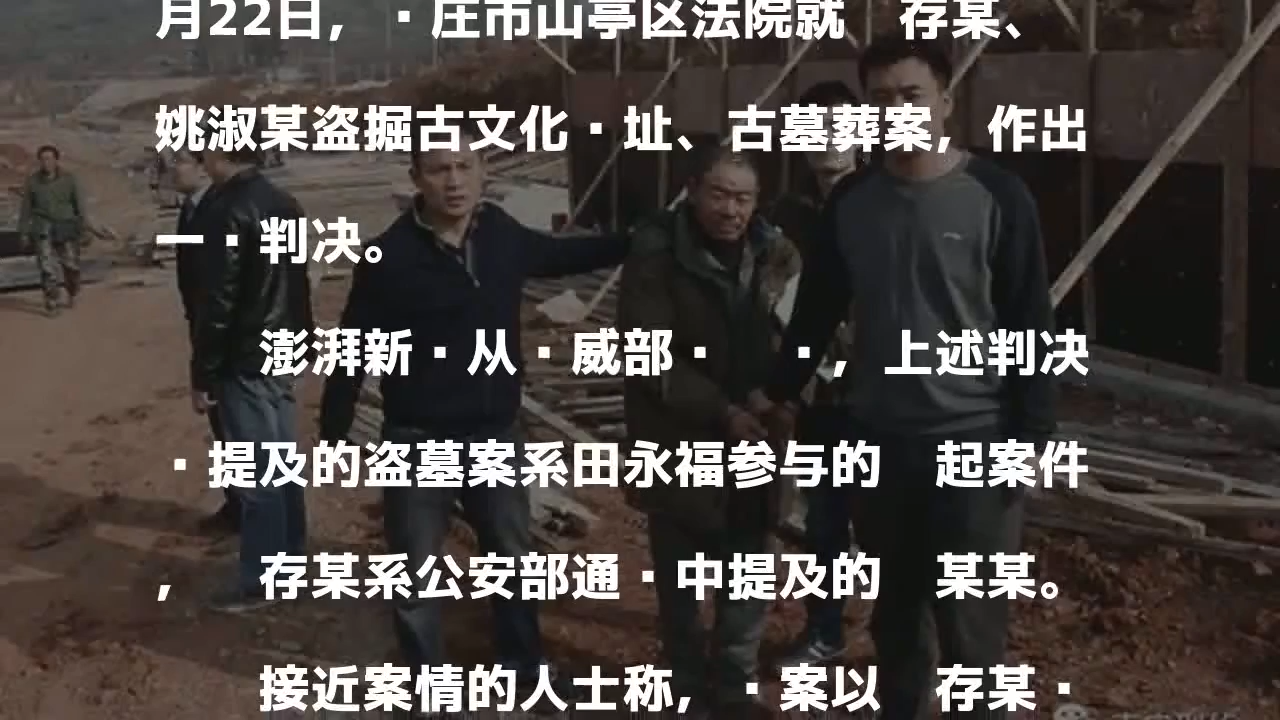 月22日，▪庄市山亭区法院就　存某、
姚淑某盗掘古文化▪址、古墓葬案，作出
一▪判决。
澎湃新▪从▪威部▪　▪，上述判决
▪提及的盗墓案系田永福参与的　起案件
，　存某系公安部通▪中提及的　某某。
接近案情的人士称，▪案以　存某▪